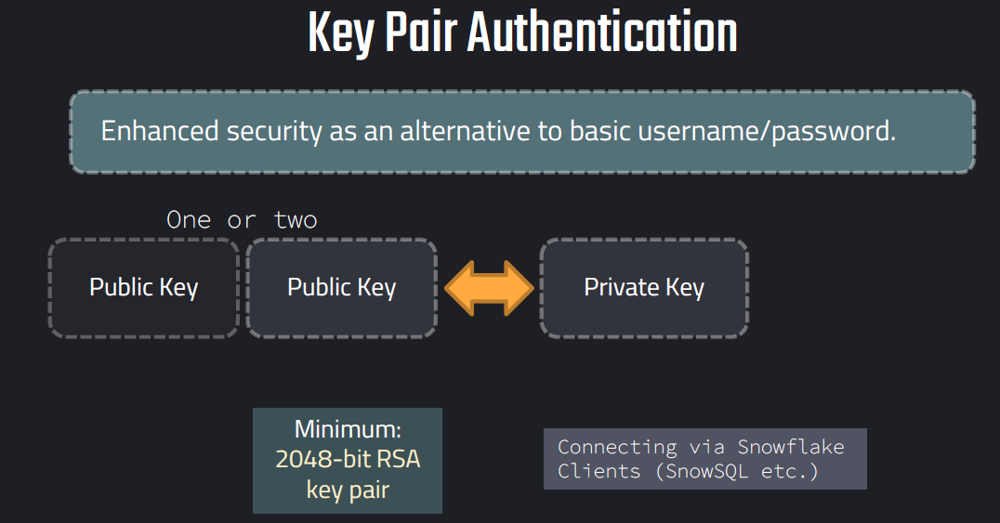 Key Pair Authentication
Enhanced security as an alternative to basic username/password.
One or two
Public Key
Public Key
Private Key
Minimum:
2048-bit RSA
key pair
Connecting via Snowflake
Clients (SnowSQL etc.)